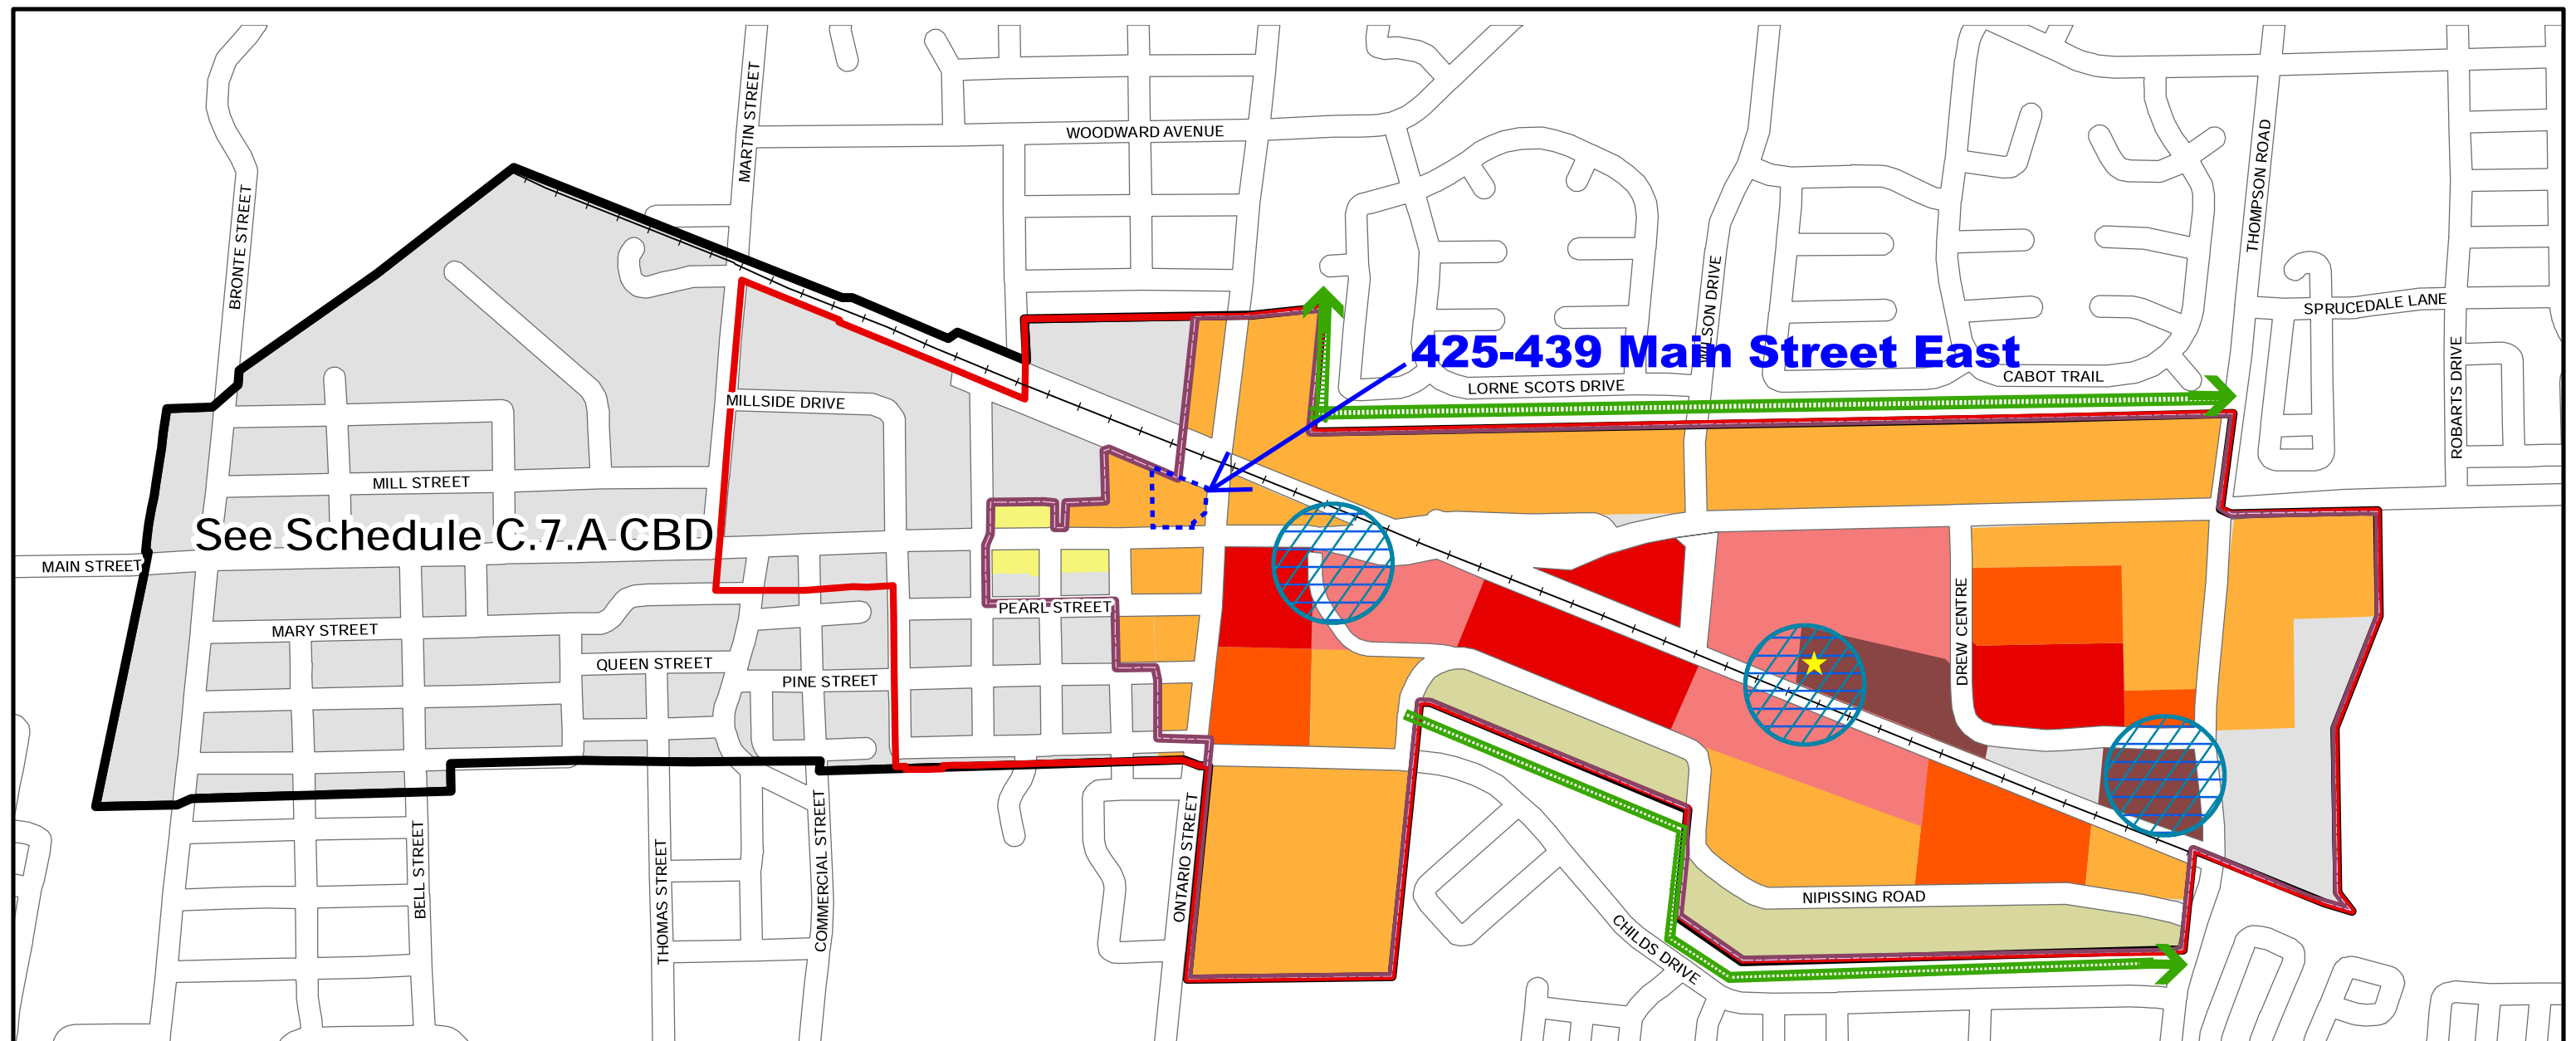 WOODWARD AVENUE
MARTIN STREET
THOMPSON ROAD
BRONTE STREET
WILSON DRIVE
SPRUCEDALE LANE
425-439 Main Street East
LORNE SCOTS DRIVE
CABOT TRAIL
ROBARTS DRIVE
MILLSIDE DRIVE
MILL STREET
See Schedule C.7.A CBD
MAIN STREET
PEARL STREET
MARY STREET
DREW CENTRE
QUEEN STREET
PINE STREET
ONTARIO STREET
BELL STREET
THOMAS STREET
COMMERCIAL STREET
NIPISSING ROAD
CHILDS DRIVE